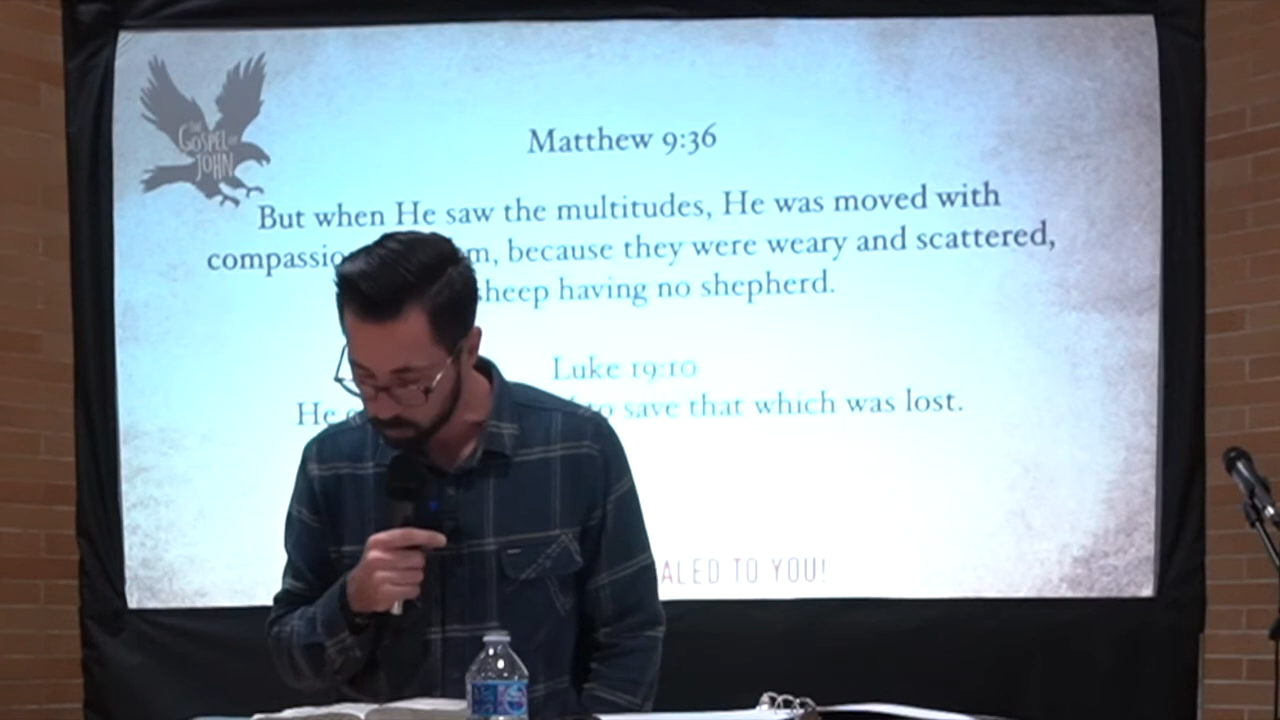 THE
GOSPEL OF
JOHN
Matthew 9:36
But when He saw the multitudes, He was moved with
compassio m, because they were weary and scattered,
sheep having no shepherd.
Luke 19:10
He to save that which was lost.
ALED TO YOU!